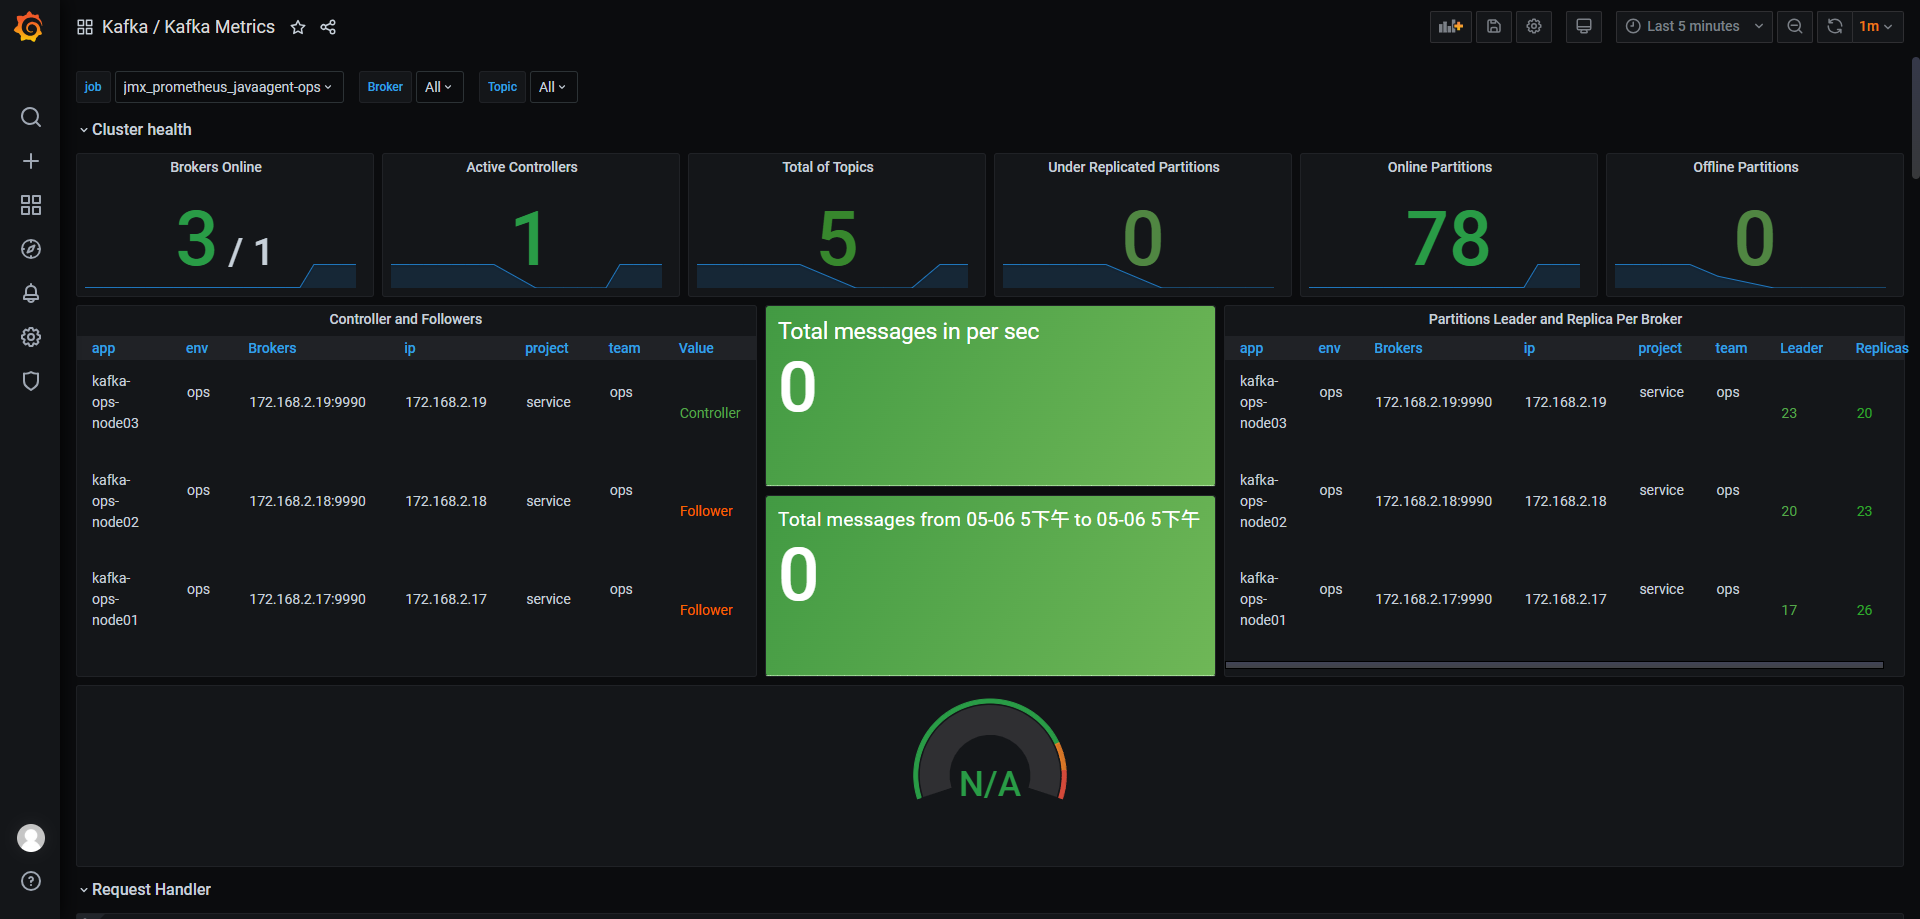 Kafka / Kafka Metrics
Last 5 minutes
1m
job
jmx_prometheus_javaagent-ops
Broker
All
Topic
All
Cluster health
Brokers Online
Active Controllers
Total of Topics
Under Replicated Partitions
Online Partitions
Offline Partitions
3 / 1
1
5
0
78
0
Controller and Followers
app env Brokers ip project team Value
kafka-
ops-
node03
ops
172.168.2.19:9990
172.168.2.19
service
ops
Controller
kafka-
ops-
node02
ops
172.168.2.18:9990
172.168.2.18
service
ops
Follower
kafka-
ops-
node01
ops
172.168.2.17:9990
172.168.2.17
service
ops
Follower
Total messages in per sec
0
Total messages from 05-06 5下午 to 05-06 5下午
0
Partitions Leader and Replica Per Broker
app env Brokers ip project team Leader Replicas
kafka-
ops-
node03
ops
172.168.2.19:9990
172.168.2.19
service
ops
23
20
kafka-
ops-
node02
ops
172.168.2.18:9990
172.168.2.18
service
ops
20
23
kafka-
ops-
node01
ops
172.168.2.17:9990
172.168.2.17
service
ops
17
26
N/A
Request Handler